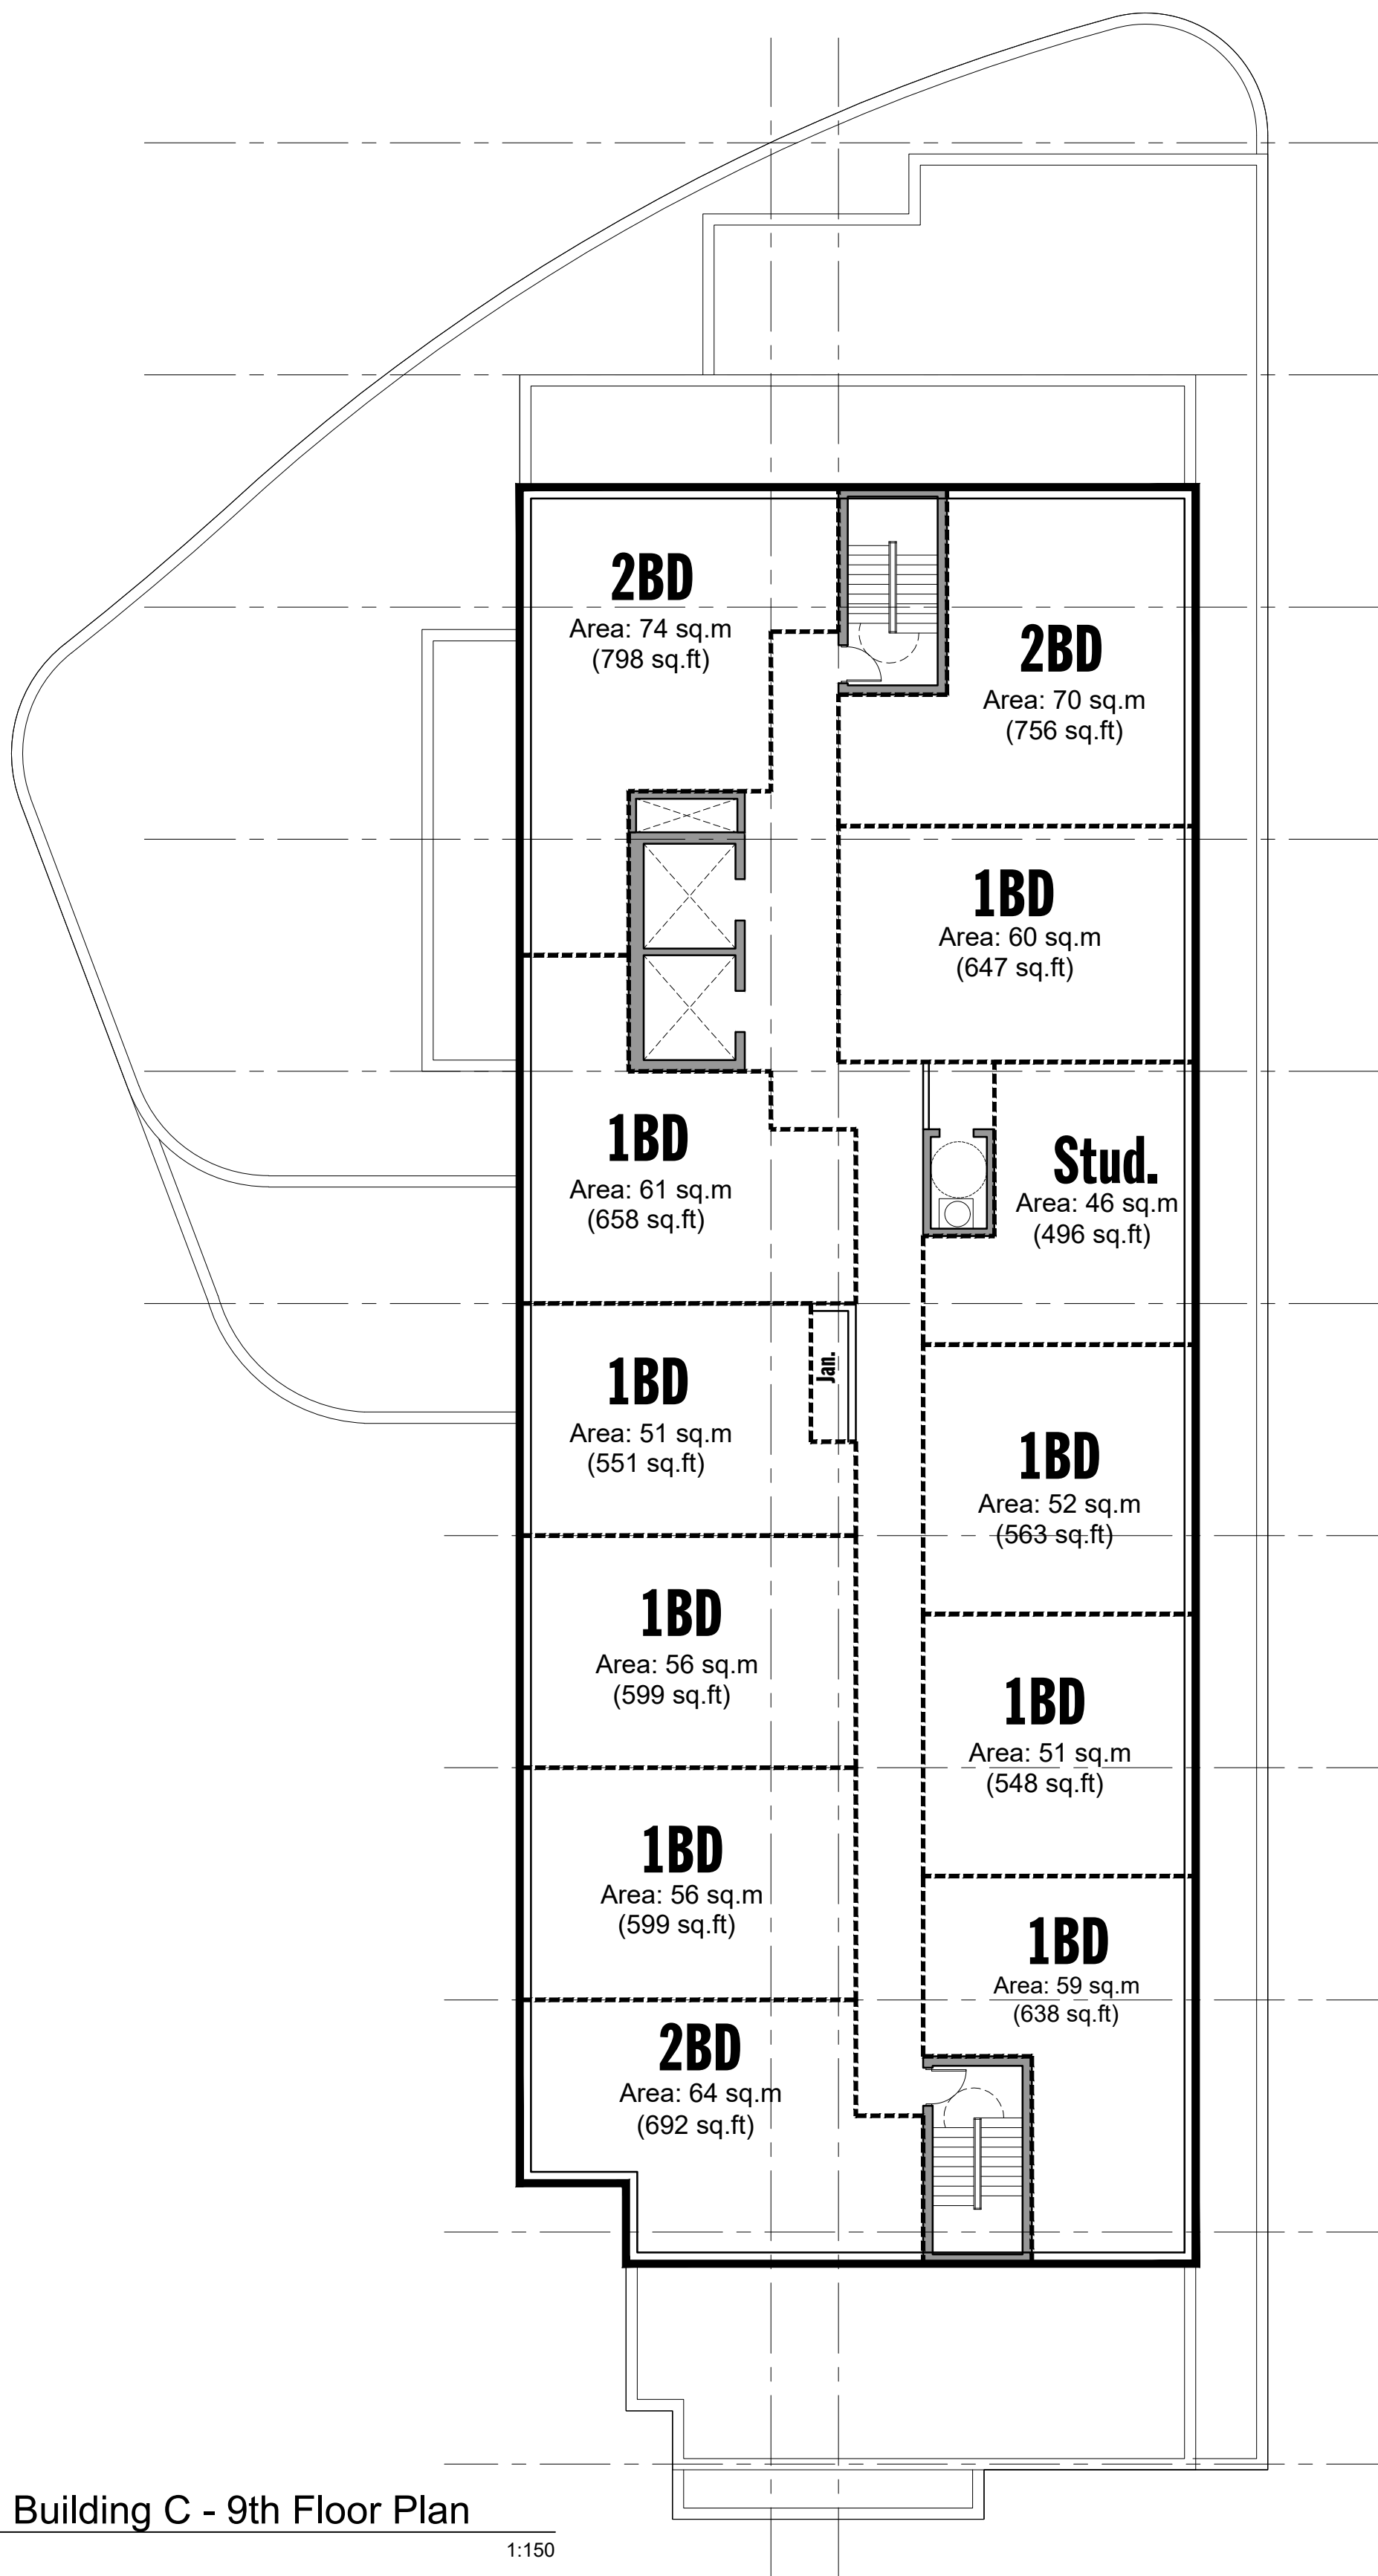 2BD
Area: 74 sq.m
(798 sq.ft)
2BD
Area: 70 sq.m
(756 sq.ft)
1BD
Area: 60 sq.m
(647 sq.ft)
1BD
Area: 61 sq.m
(658 sq.ft)
Stud.
Area: 46 sq.m
(496 sq.ft)
Jan.
1BD
Area: 51 sq.m
(551 sq.ft)
1BD
Area: 52 sq.m
(563 sq.ft)
1BD
Area: 56 sq.m
(599 sq.ft)
1BD
Area: 51 sq.m
(548 sq.ft)
1BD
Area: 56 sq.m
(599 sq.ft)
1BD
Area: 59 sq.m
(638 sq.ft)
2BD
Area: 64 sq.m
(692 sq.ft)
Building C - 9th Floor Plan
1:150